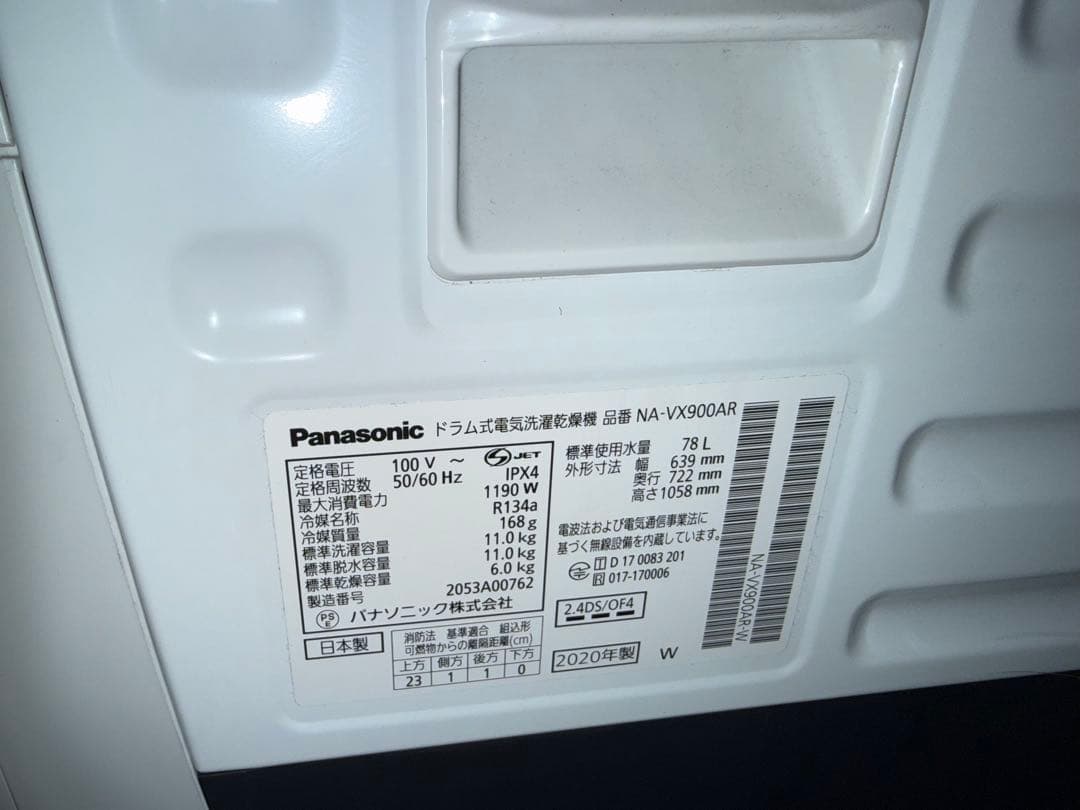 Panasonic ドラム式電気洗濯乾燥機 品番 NA-VX900AR
定格電圧 100 V ～ S-JET
定格周波数 50/60 Hz IPX4
最大消費電力 1190 W
冷媒名称 R134a
冷媒質量 168 g
標準洗濯容量 11.0 kg
標準脱水容量 11.0 kg
標準乾燥容量 6.0 kg
製造番号 2053A00762
PSE パナソニック株式会社
標準使用水量 78 L
外形寸法 幅 639 mm
奥行 722 mm
高さ 1058 mm
電波法および電気通信事業法に
基づく無線設備を内蔵しています。
T D 17 0083 201
R 017-170006
2.4DS/OF4
日本製
消防法 基準適合 組込形
可燃物からの離隔距離(cm)
上方 側方 後方 下方
23 1 1 0
2020年製 W
NA-VX900AR-W